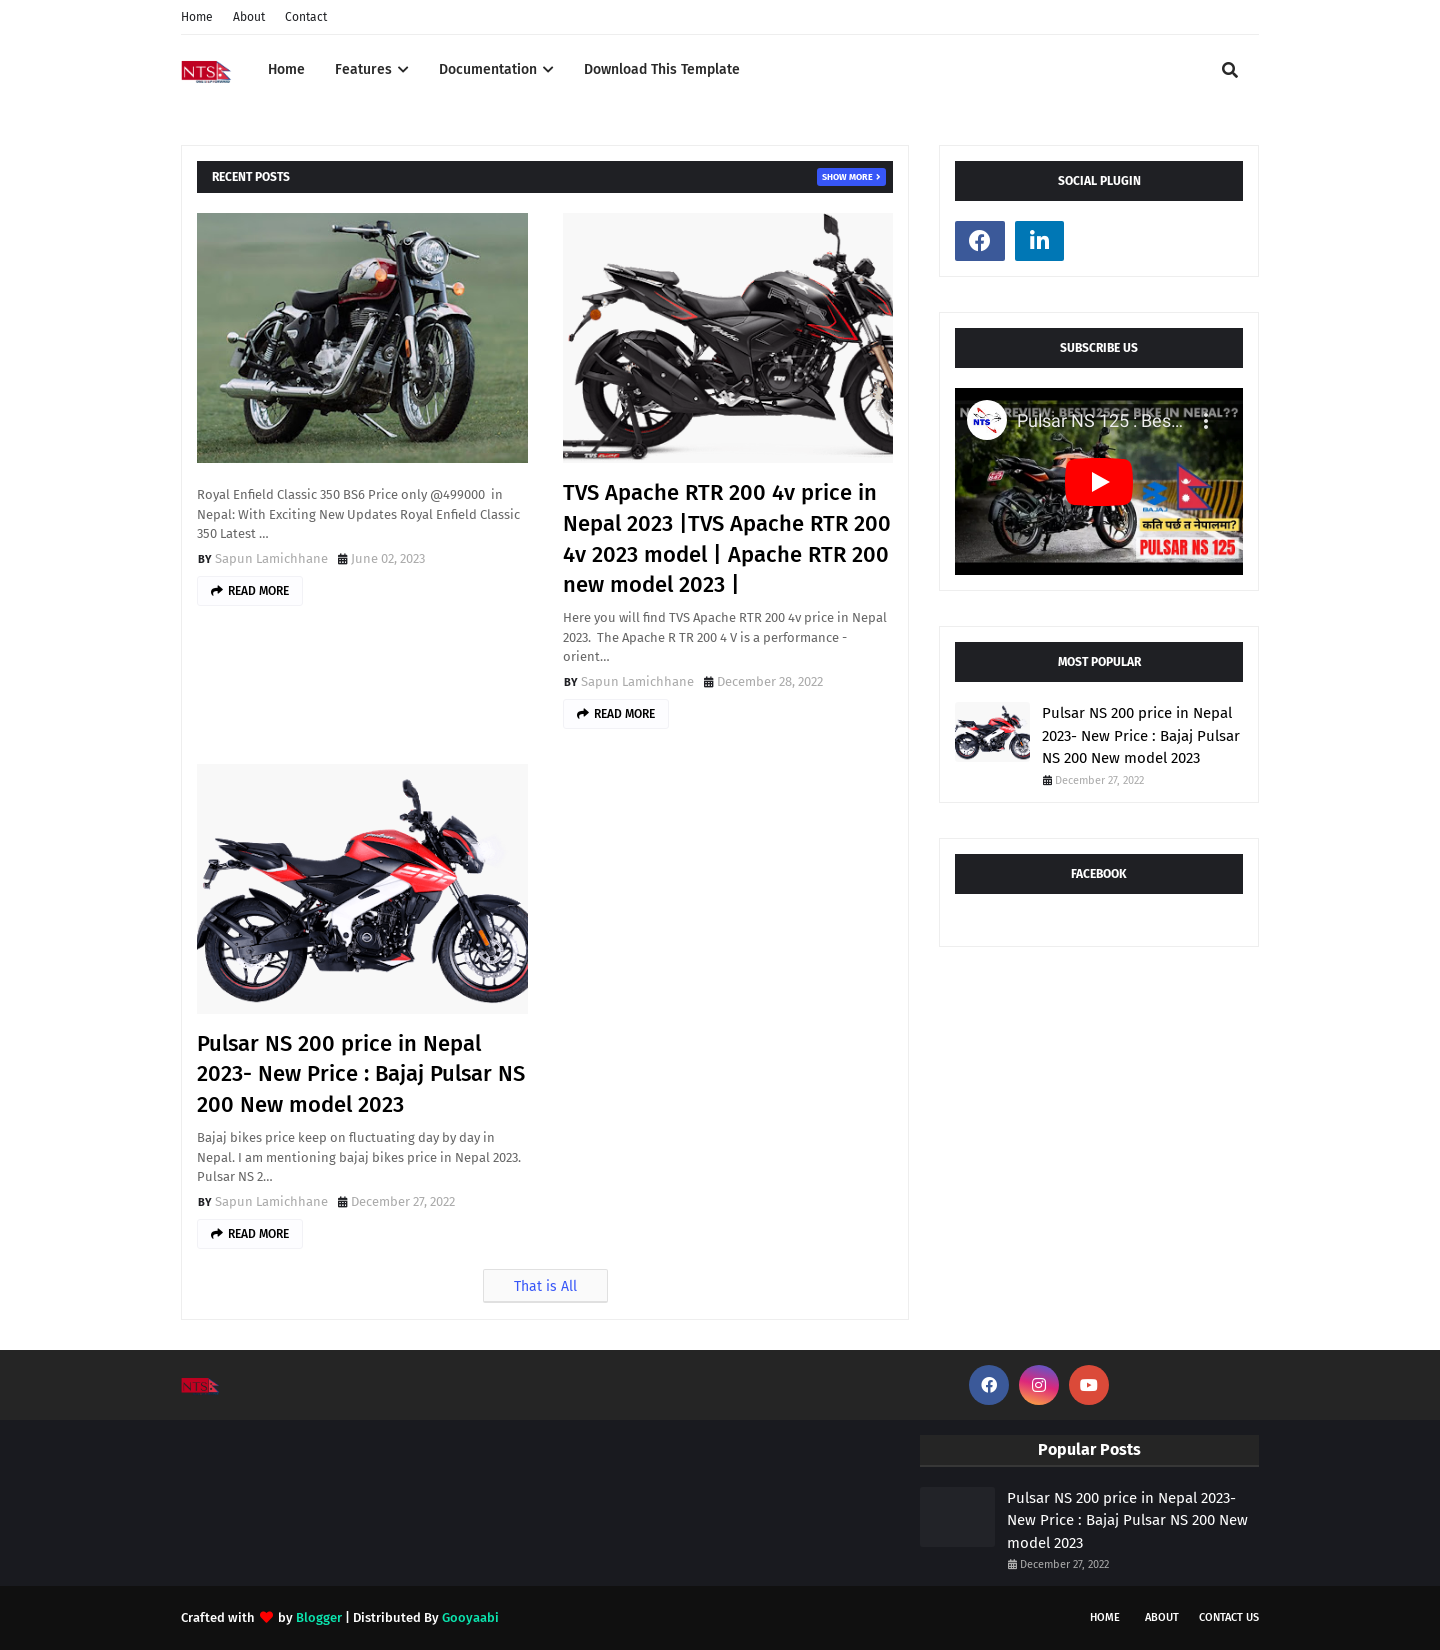 Home About Contact
NTS
Home Features Documentation Download This Template
RECENT POSTS
SHOW MORE
Royal Enfield Classic 350 BS6 Price only @499000 in
Nepal: With Exciting New Updates Royal Enfield Classic
350 Latest ...
BY Sapun Lamichhane June 02, 2023
READ MORE
RTR
Apache
TVS
TVS Apache RTR 200 4v price in
Nepal 2023 |TVS Apache RTR 200
4v 2023 model | Apache RTR 200
new model 2023 |
Here you will find TVS Apache RTR 200 4v price in Nepal
2023. The Apache R TR 200 4 V is a performance -
orient...
BY Sapun Lamichhane December 28, 2022
READ MORE
Pulsar NS 200 price in Nepal
2023- New Price : Bajaj Pulsar NS
200 New model 2023
Bajaj bikes price keep on fluctuating day by day in
Nepal. I am mentioning bajaj bikes price in Nepal 2023.
Pulsar NS 2...
BY Sapun Lamichhane December 27, 2022
READ MORE
That is All
SOCIAL PLUGIN
SUBSCRIBE US
REVIEW: BEST 125CC BIKE IN NEPAL??
NTS
Pulsar NS 125 : Bes...
BAJAJ
कति पर्छ त नेपालमा?
PULSAR NS 125
MOST POPULAR
Pulsar NS 200 price in Nepal
2023- New Price : Bajaj Pulsar
NS 200 New model 2023
December 27, 2022
FACEBOOK
NTS
Popular Posts
Pulsar NS 200 price in Nepal 2023-
New Price : Bajaj Pulsar NS 200 New
model 2023
December 27, 2022
Crafted with by Blogger | Distributed By Gooyaabi
HOME ABOUT CONTACT US